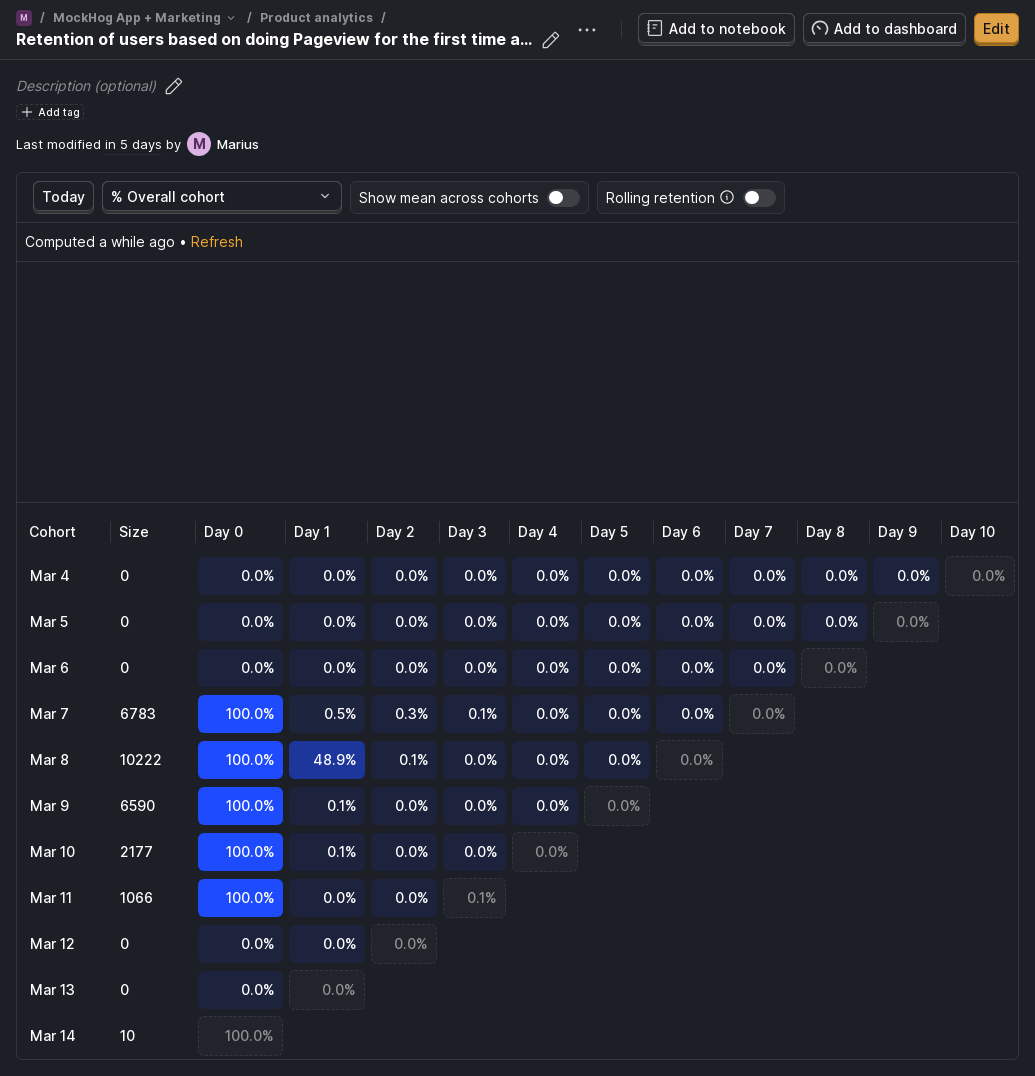 M / MockHog App + Marketing / Product analytics /
Retention of users based on doing Pageview for the first time a...
Add to notebook
Add to dashboard
Edit
Description (optional)
Add tag
Last modified in 5 days by M Marius
Today
% Overall cohort
Show mean across cohorts
Rolling retention
Computed a while ago • Refresh
Cohort Size Day 0 Day 1 Day 2 Day 3 Day 4 Day 5 Day 6 Day 7 Day 8 Day 9 Day 10
Mar 4 0 0.0% 0.0% 0.0% 0.0% 0.0% 0.0% 0.0% 0.0% 0.0% 0.0% 0.0%
Mar 5 0 0.0% 0.0% 0.0% 0.0% 0.0% 0.0% 0.0% 0.0% 0.0% 0.0%
Mar 6 0 0.0% 0.0% 0.0% 0.0% 0.0% 0.0% 0.0% 0.0% 0.0%
Mar 7 6783 100.0% 0.5% 0.3% 0.1% 0.0% 0.0% 0.0% 0.0%
Mar 8 10222 100.0% 48.9% 0.1% 0.0% 0.0% 0.0% 0.0%
Mar 9 6590 100.0% 0.1% 0.0% 0.0% 0.0% 0.0%
Mar 10 2177 100.0% 0.1% 0.0% 0.0% 0.0%
Mar 11 1066 100.0% 0.0% 0.0% 0.1%
Mar 12 0 0.0% 0.0% 0.0%
Mar 13 0 0.0% 0.0%
Mar 14 10 100.0%